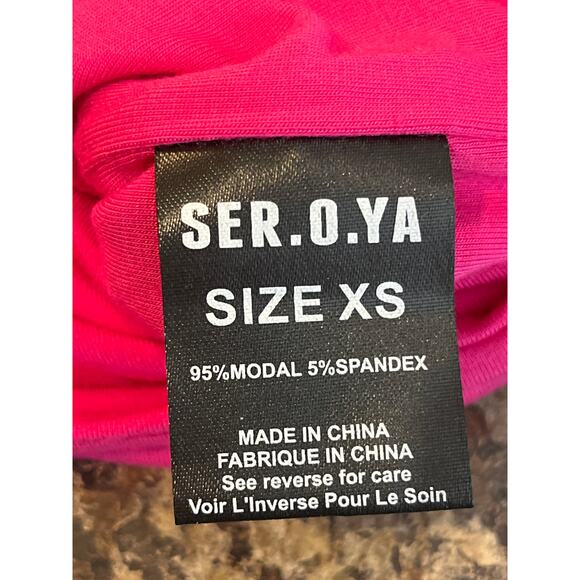 SER.O.YA
SIZE XS
95%MODAL 5%SPANDEX
MADE IN CHINA
FABRIQUE IN CHINA
See reverse for care
Voir L'Inverse Pour Le Soin